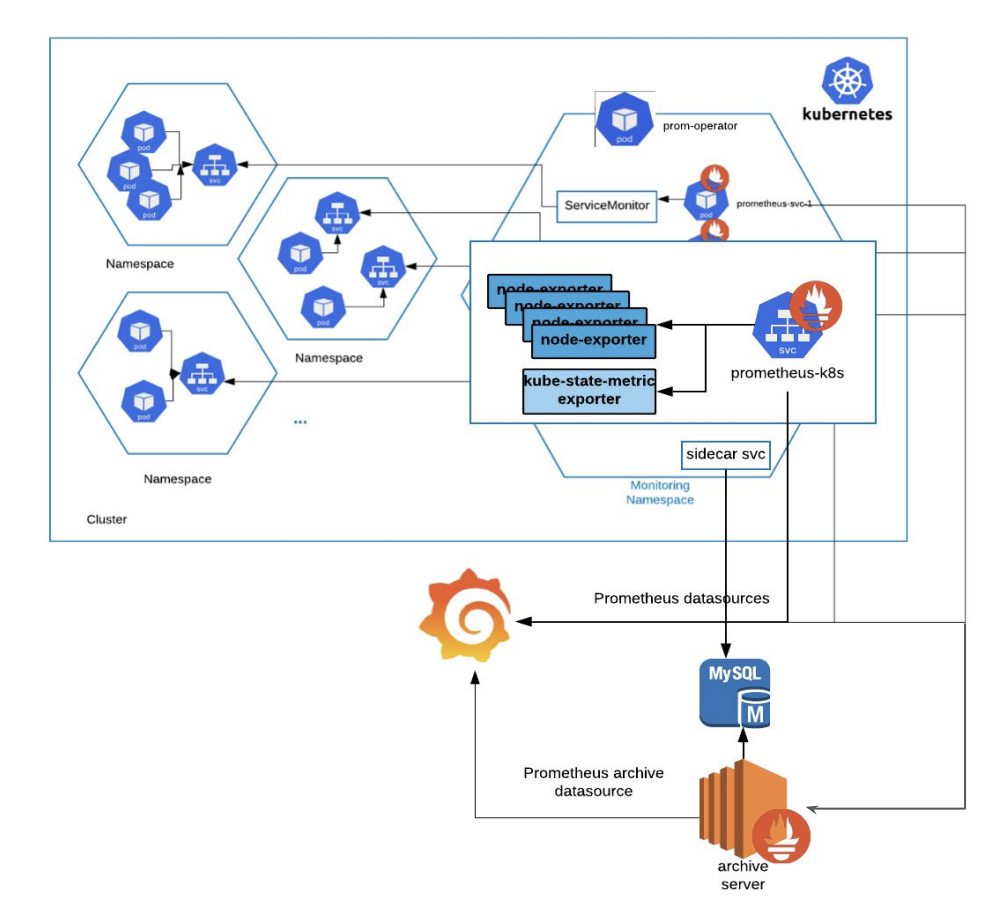 kubernetes
pod
prom-operator
pod
pod
pod
svc
ServiceMonitor
pod
prometheus-svc-1
Namespace
svc
pod
svc
pod
Namespace
node-exporter
node-exporter
node-exporter
node-exporter
svc
prometheus-k8s
kube-state-metric
exporter
pod
svc
pod
...
Namespace
sidecar svc
Monitoring
Namespace
Cluster
Prometheus datasources
MySQL
M
Prometheus archive
datasource
archive
server